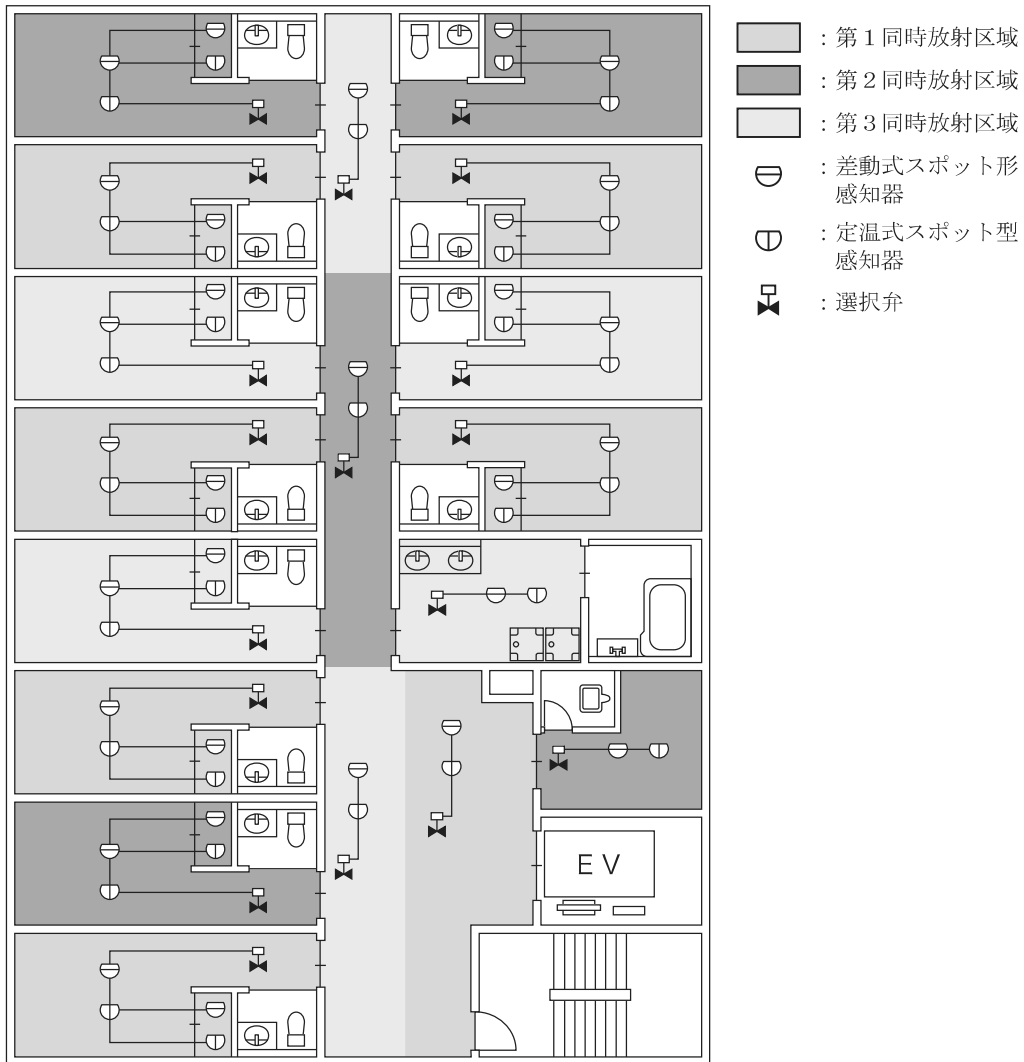 ：第１同時放射区域
：第２同時放射区域
：第３同時放射区域
：差動式スポット形
感知器
：定温式スポット型
感知器
：選択弁
EV